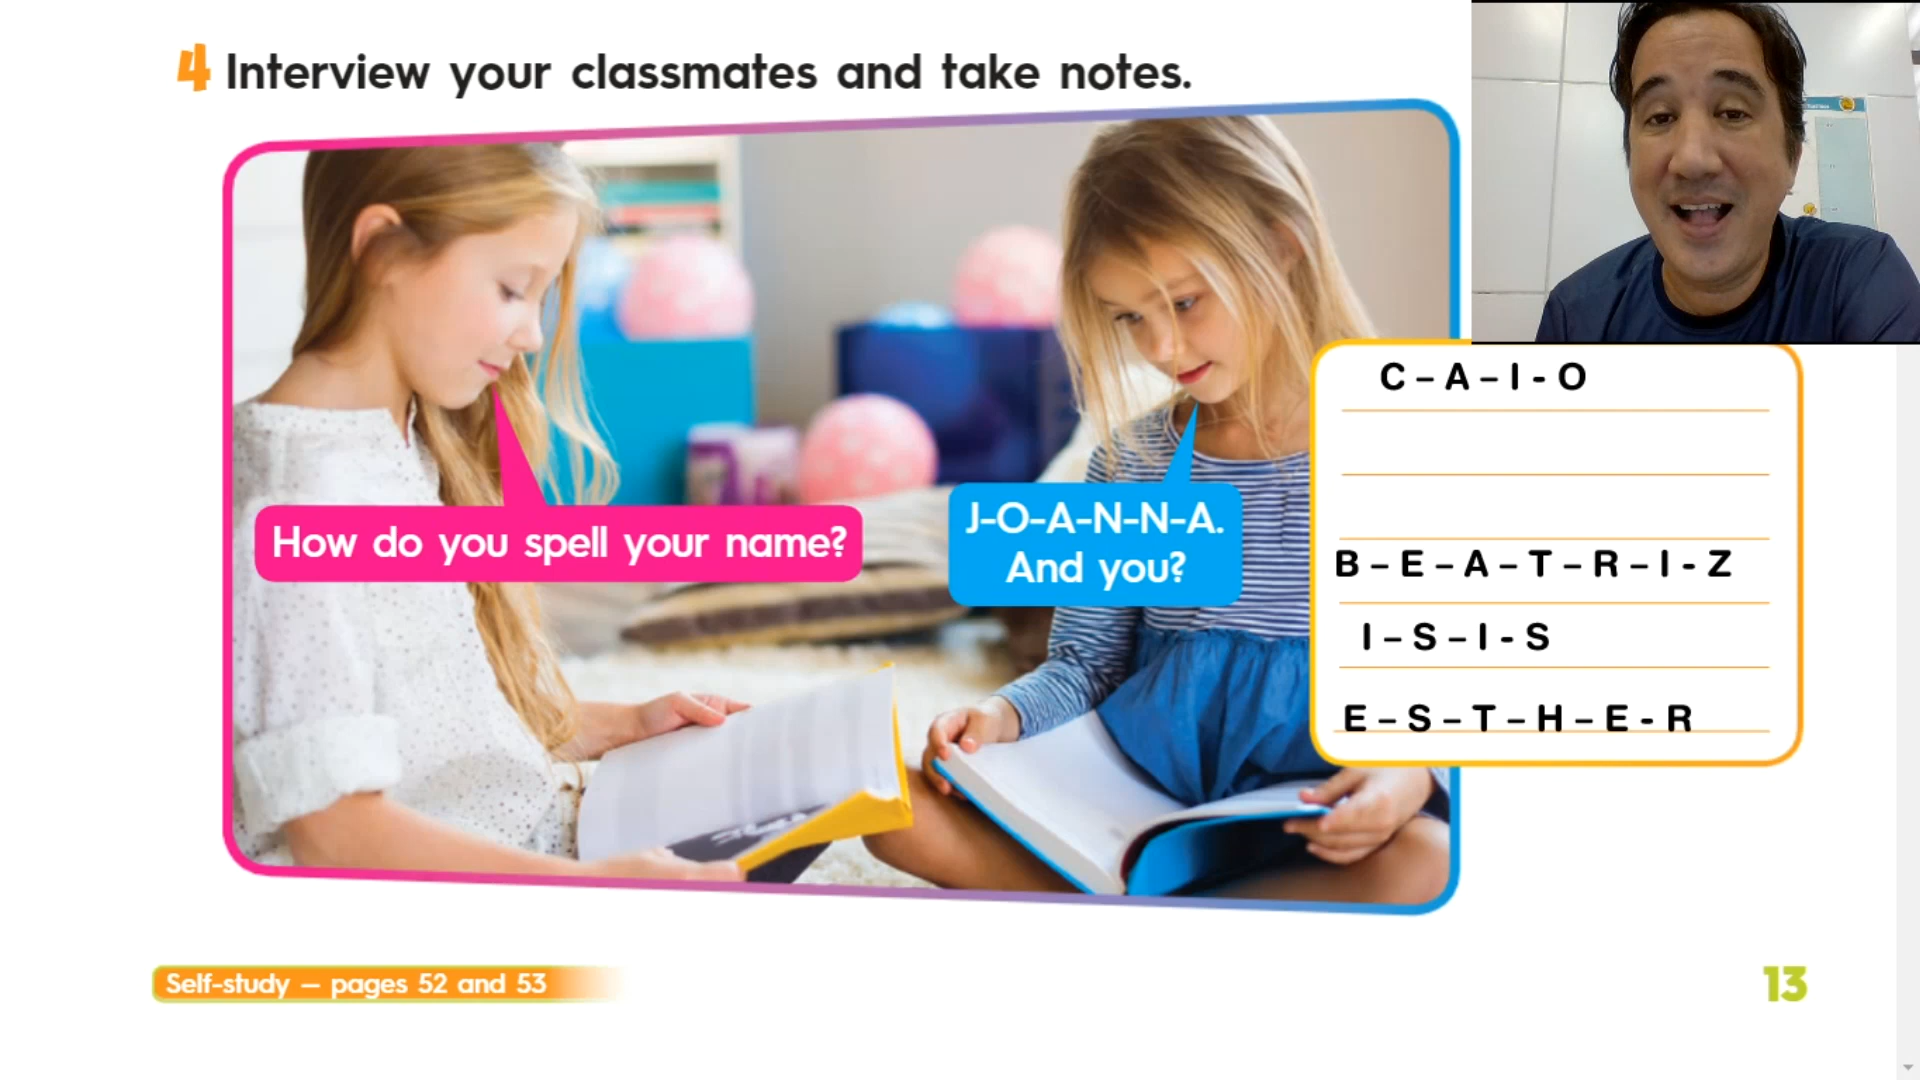 4 Interview your classmates and take notes.
How do you spell your name?
J-O-A-N-N-A.
And you?
C – A – I - O
B – E – A – T – R – I - Z
I – S – I - S
E – S – T – H – E - R
Self-study – pages 52 and 53
13